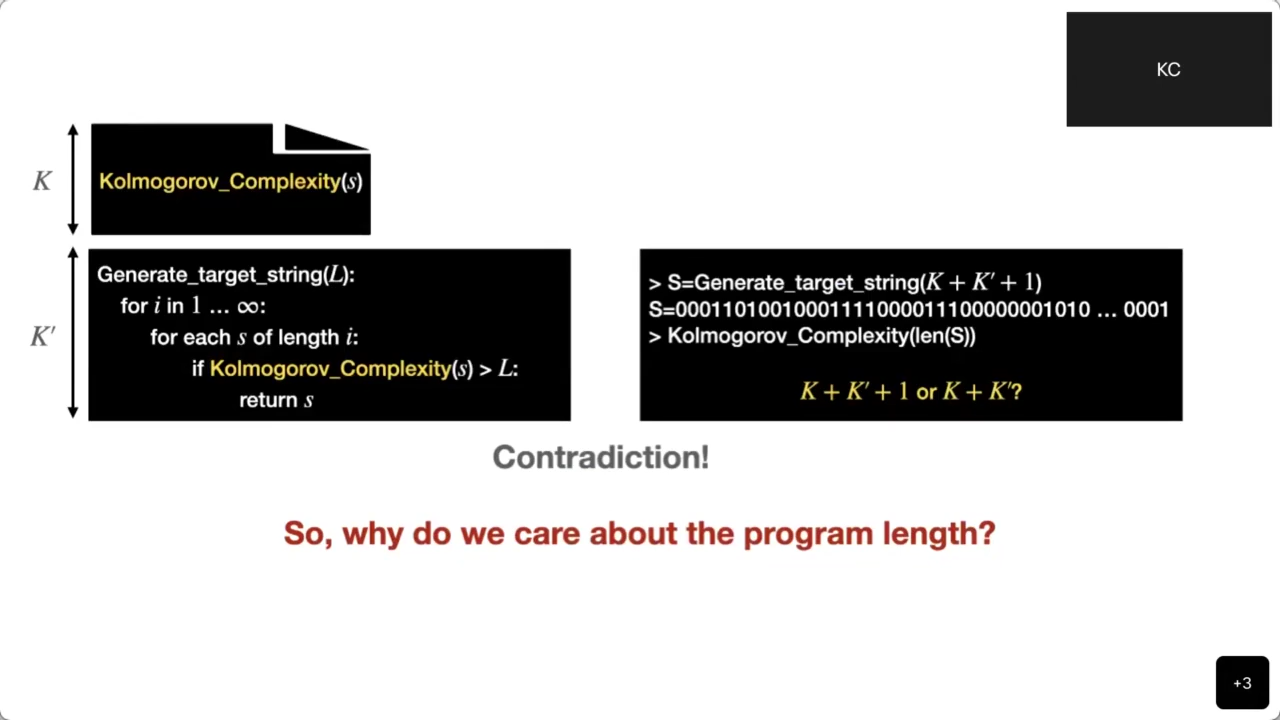 KC
K
Kolmogorov_Complexity(s)
K′
Generate_target_string(L):
for i in 1 … ∞:
for each s of length i:
if Kolmogorov_Complexity(s) > L:
return s
> S=Generate_target_string(K + K′ + 1)
S=000110100100011110000111000000001010 … 0001
> Kolmogorov_Complexity(len(S))
K + K′ + 1 or K + K′?
Contradiction!
So, why do we care about the program length?
+3